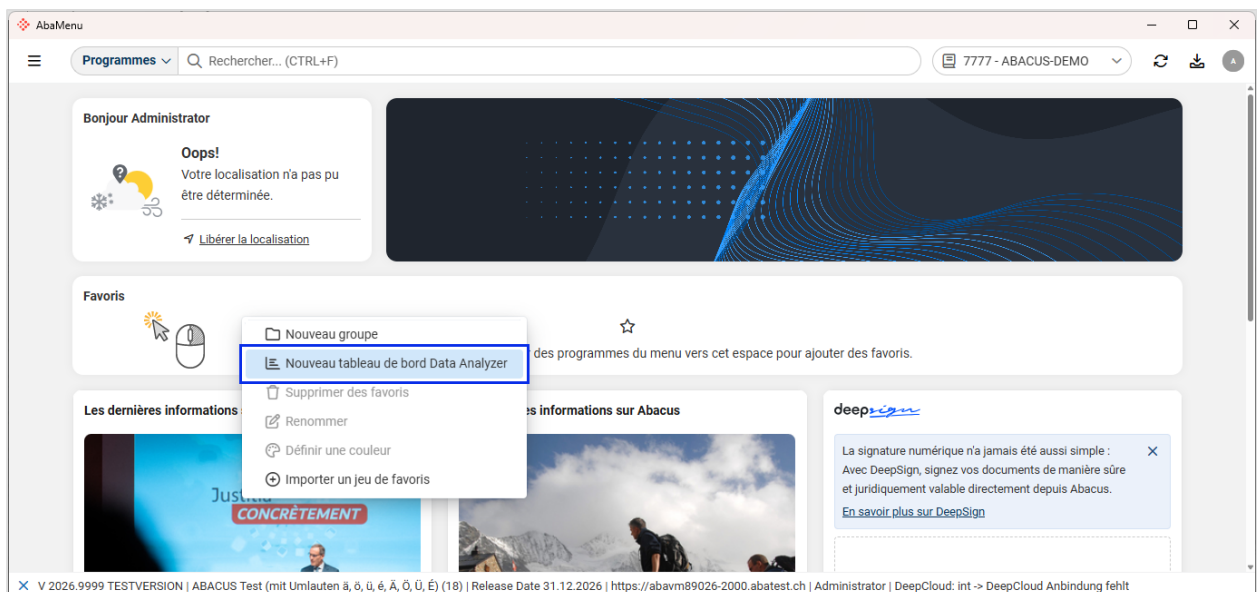 AbaMenu
Programmes
Rechercher... (CTRL+F)
7777 - ABACUS-DEMO
A
Bonjour Administrator
Oops!
Votre localisation n'a pas pu
être déterminée.
Libérer la localisation
Favoris
Nouveau groupe
Nouveau tableau de bord Data Analyzer
Supprimer des favoris
Renommer
Définir une couleur
Importer un jeu de favoris
des programmes du menu vers cet espace pour ajouter des favoris.
Les dernières informations
informations sur Abacus
CONCRÈTEMENT
deepsign
La signature numérique n'a jamais été aussi simple :
Avec DeepSign, signez vos documents de manière sûre
et juridiquement valable directement depuis Abacus.
En savoir plus sur DeepSign
V 2026.9999 TESTVERSION | ABACUS Test (mit Umlauten ä, ö, ü, é, Ä, Ö, Ü, É) (18) | Release Date 31.12.2026 | https://abavm89026-2000.abatest.ch | Administrator | DeepCloud: int -> DeepCloud Anbindung fehlt